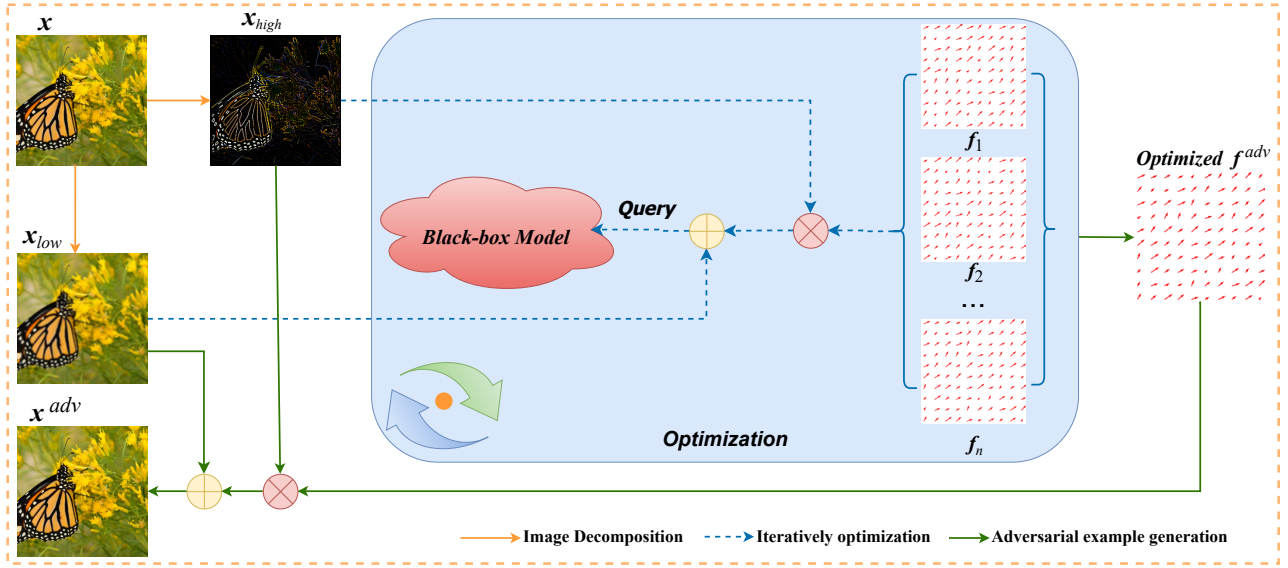 x
x_high
f_1
Optimized f^adv
Query
Black-box Model
x_low
f_2
...
x^adv
Optimization
f_n
Image Decomposition
Iteratively optimization
Adversarial example generation